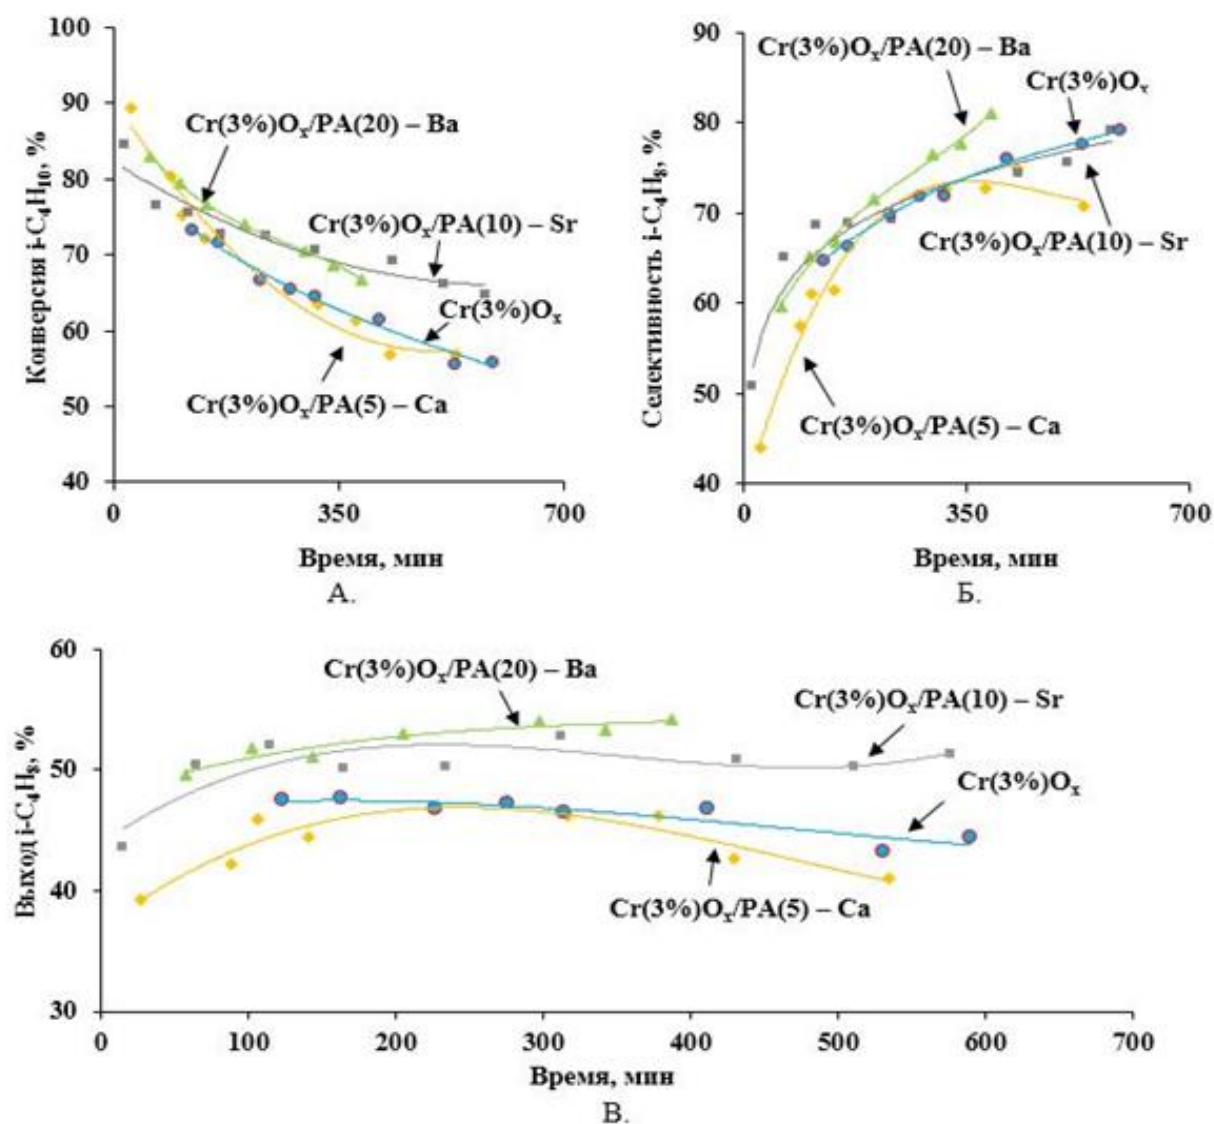 100
90
80
70
60
50
40
0
350
700
Конверсия i-C₄H₁₀, %
Cr(3%)Oₓ/PA(20) – Ba
Cr(3%)Oₓ/PA(10) – Sr
Cr(3%)Oₓ
Cr(3%)Oₓ/PA(5) – Ca
Время, мин
А.
90
80
70
60
50
40
0
350
700
Селективность i-C₄H₈, %
Cr(3%)Oₓ/PA(20) – Ba
Cr(3%)Oₓ
Cr(3%)Oₓ/PA(10) – Sr
Cr(3%)Oₓ/PA(5) – Ca
Время, мин
Б.
60
50
40
30
0
100
200
300
400
500
600
700
Выход i-C₄H₈, %
Cr(3%)Oₓ/PA(20) – Ba
Cr(3%)Oₓ/PA(10) – Sr
Cr(3%)Oₓ
Cr(3%)Oₓ/PA(5) – Ca
Время, мин
В.